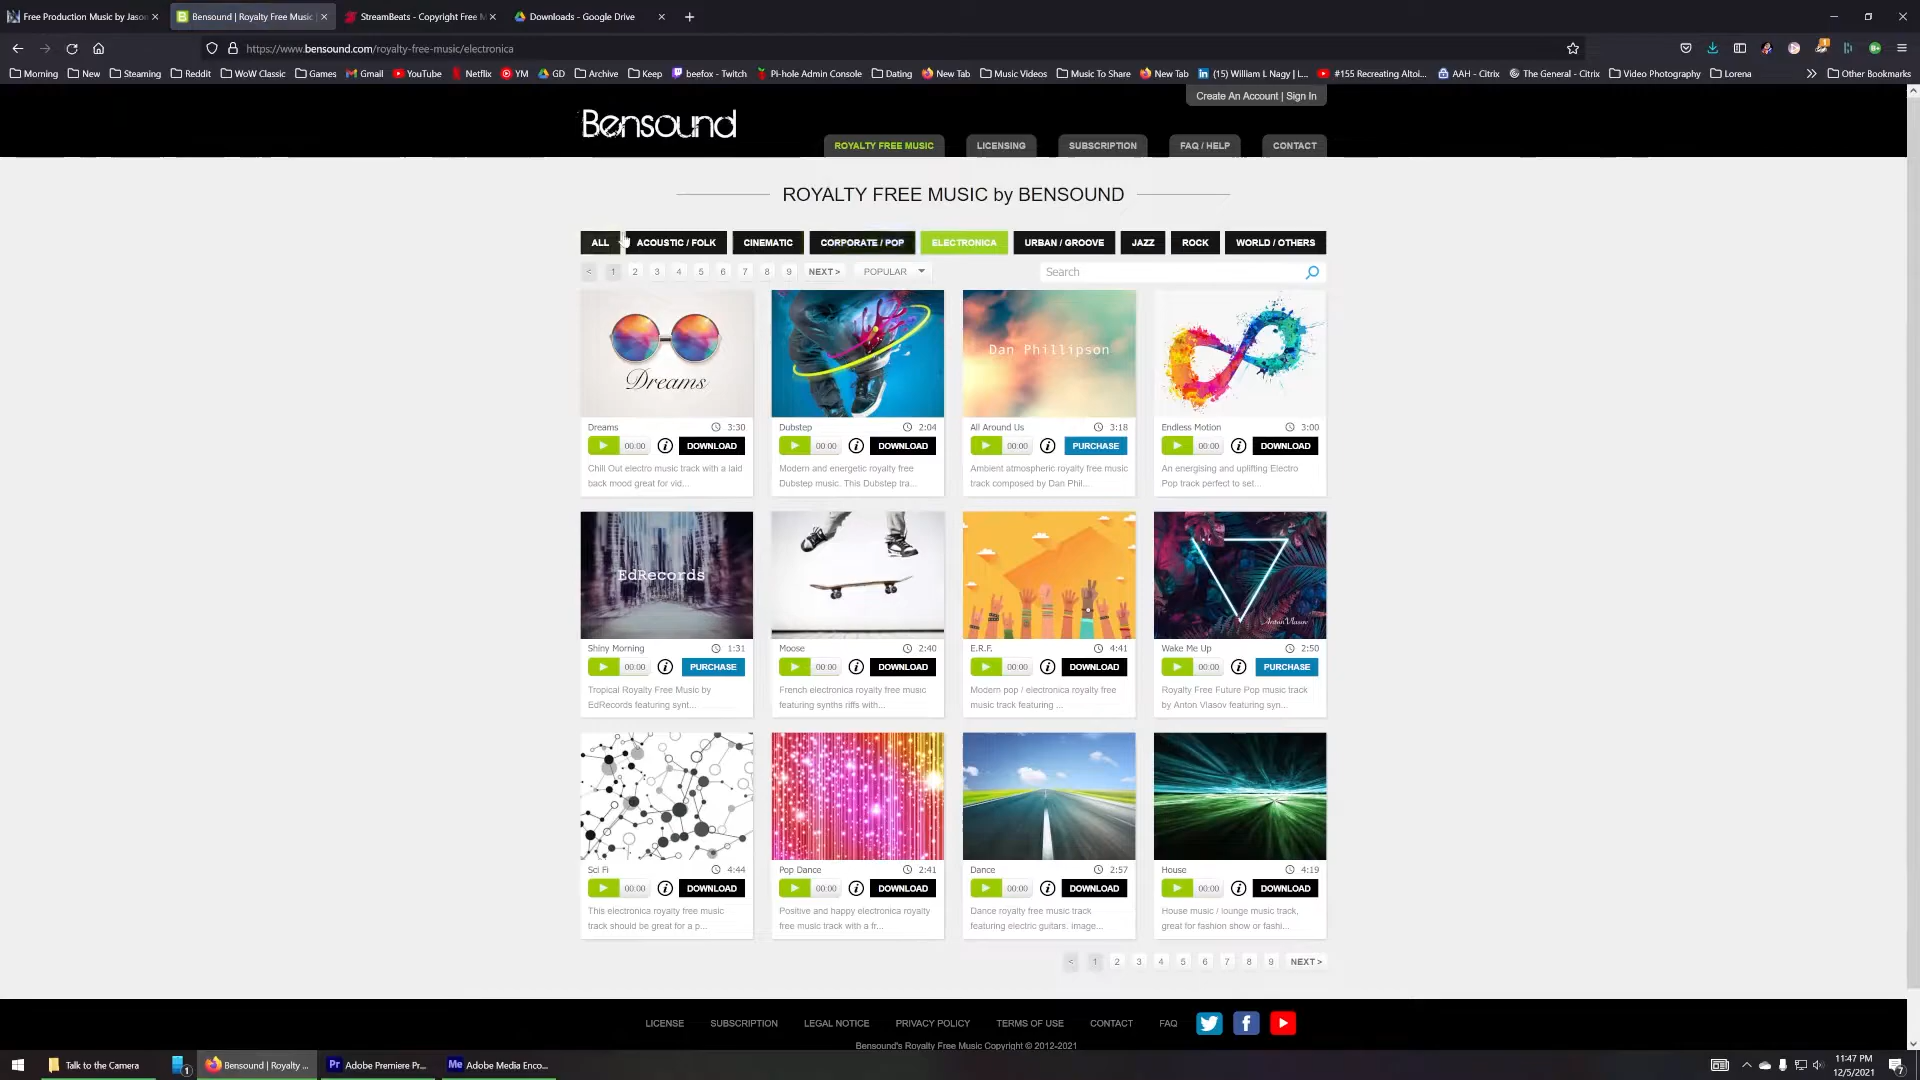 Free Production Music by Jason
Bensound | Royalty Free Music
StreamBeats - Copyright Free M
Downloads - Google Drive
https://www.bensound.com/royalty-free-music/electronica
Morning
New
Steaming
Reddit
WoW Classic
Games
Gmail
YouTube
Netflix
YM
GD
Archive
Keep
beefox - Twitch
Pi-hole Admin Console
Dating
New Tab
Music Videos
Music To Share
New Tab
(15) William L Nagy | L...
#155 Recreating Altoi...
AAH - Citrix
The General - Citrix
Video Photography
Lorena
Other Bookmarks
Create An Account | Sign In
Bensound
ROYALTY FREE MUSIC
LICENSING
SUBSCRIPTION
FAQ / HELP
CONTACT
ROYALTY FREE MUSIC by BENSOUND
ALL
ACOUSTIC / FOLK
CINEMATIC
CORPORATE / POP
ELECTRONICA
URBAN / GROOVE
JAZZ
ROCK
WORLD / OTHERS
< 1 2 3 4 5 6 7 8 9 NEXT >
POPULAR
Search
Dreams
Dan Phillipson
Dreams 3:30
00:00 i DOWNLOAD
Chill Out electro music track with a laid
back mood great for vid...
Dubstep 2:04
00:00 i DOWNLOAD
Modern and energetic royalty free
Dubstep music. This Dubstep tra...
All Around Us 3:18
00:00 i PURCHASE
Ambient atmospheric royalty free music
track composed by Dan Phil...
Endless Motion 3:00
00:00 i DOWNLOAD
An energising and uplifting Electro
Pop track perfect to set...
EdRecords
AntonVlasov
Shiny Morning 1:31
00:00 i PURCHASE
Tropical Royalty Free Music by
EdRecords featuring synt...
Moose 2:40
00:00 i DOWNLOAD
French electronica royalty free music
featuring synths riffs with...
E.R.F. 4:41
00:00 i DOWNLOAD
Modern pop / electronica royalty free
music track featuring ...
Wake Me Up 2:50
00:00 i PURCHASE
Royalty Free Future Pop music track
by Anton Vlasov featuring syn...
Sci Fi 4:44
00:00 i DOWNLOAD
This electronica royalty free music
track should be great for a p...
Pop Dance 2:41
00:00 i DOWNLOAD
Positive and happy electronica royalty
free music track with a fr...
Dance 2:57
00:00 i DOWNLOAD
Dance royalty free music track
featuring electric guitars. image...
House 4:19
00:00 i DOWNLOAD
House music / lounge music track,
great for fashion show or fashi...
< 1 2 3 4 5 6 7 8 9 NEXT >
LICENSE
SUBSCRIPTION
LEGAL NOTICE
PRIVACY POLICY
TERMS OF USE
CONTACT
FAQ
Bensound's Royalty Free Music Copyright © 2012-2021
Talk to the Camera
1
Bensound | Royalty ...
Pr Adobe Premiere Pr...
Me Adobe Media Enco...
11:47 PM
12/5/2021
7